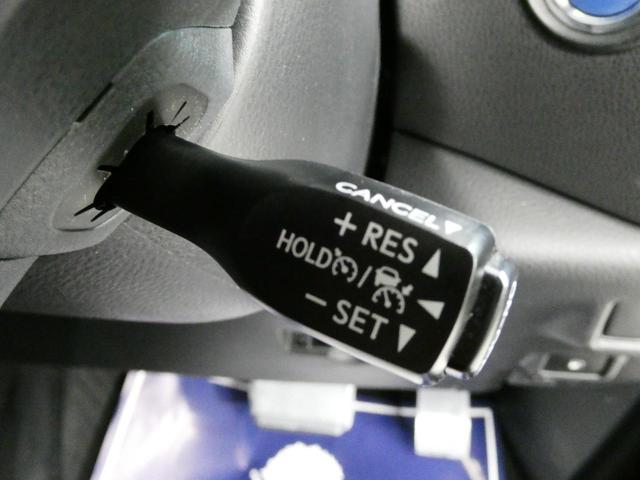 CANCEL▼
+ RES ▲
HOLD / ◄
− SET ▼